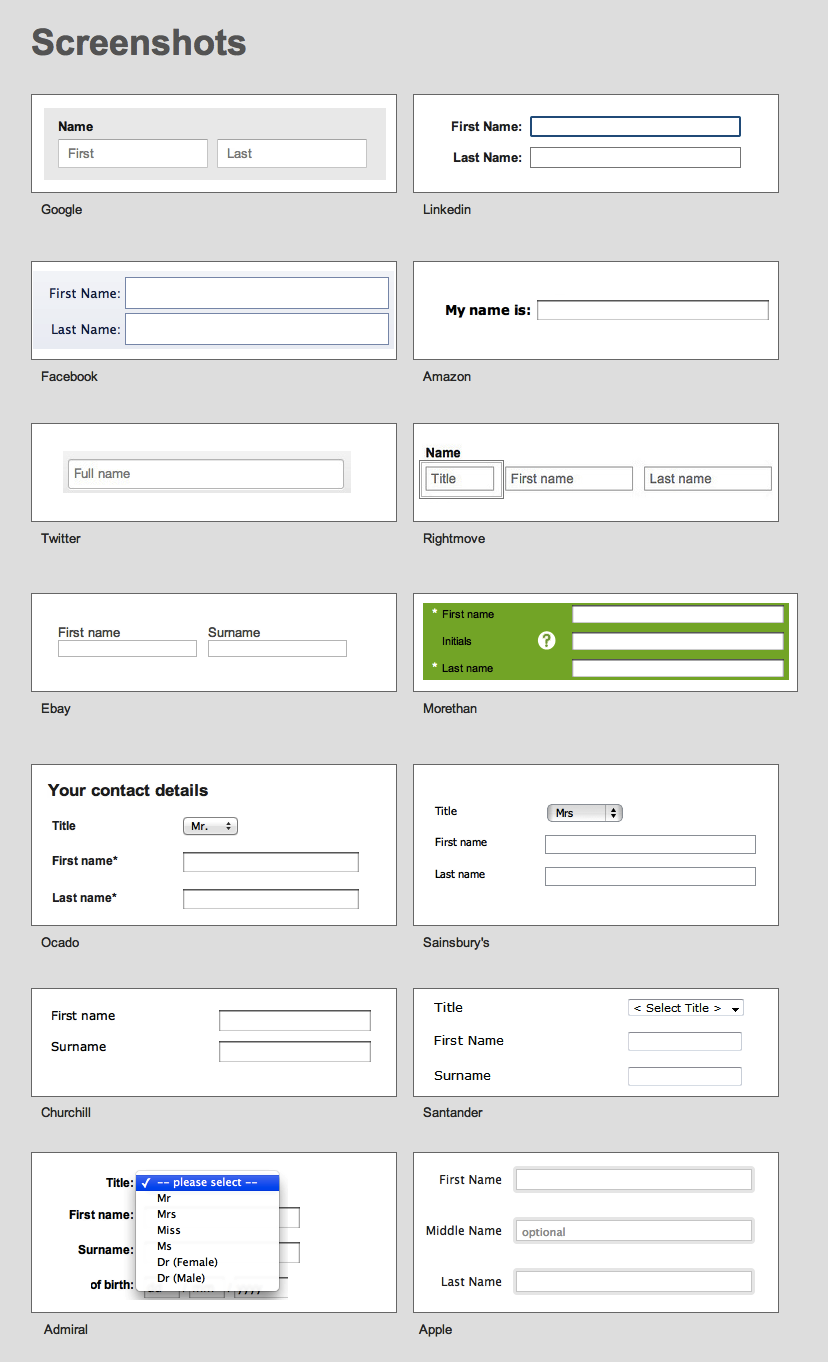 Screenshots
Name
First Last
Google
First Name:
Last Name:
Linkedin
First Name:
Last Name:
Facebook
My name is:
Amazon
Full name
Twitter
Name
Title First name Last name
Rightmove
First name Surname
Ebay
* First name
Initials ?
* Last name
Morethan
Your contact details
Title Mr.
First name*
Last name*
Ocado
Title Mrs
First name
Last name
Sainsbury's
First name
Surname
Churchill
Title < Select Title >
First Name
Surname
Santander
Title: ✓ -- please select --
Mr
First name: Mrs
Miss
Surname: Ms
Dr (Female)
of birth: Dr (Male)
Admiral
First Name
Middle Name optional
Last Name
Apple